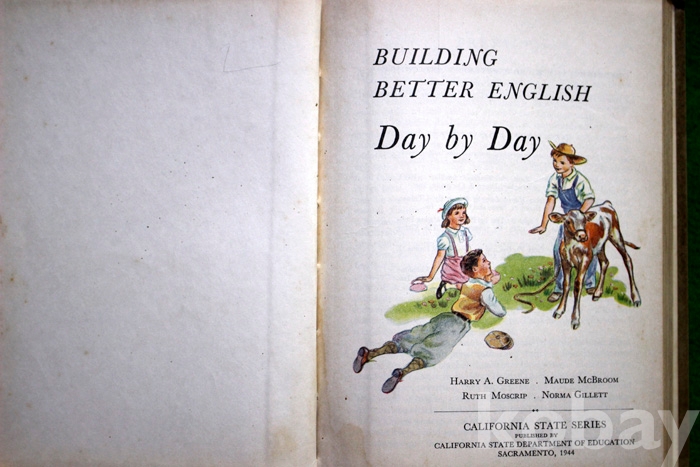 BUILDING
BETTER ENGLISH
Day by Day
HARRY A. GREENE . MAUDE MCBROOM
RUTH MOSCRIP . NORMA GILLETT
CALIFORNIA STATE SERIES
PUBLISHED BY
CALIFORNIA STATE DEPARTMENT OF EDUCATION
SACRAMENTO, 1944
kobay